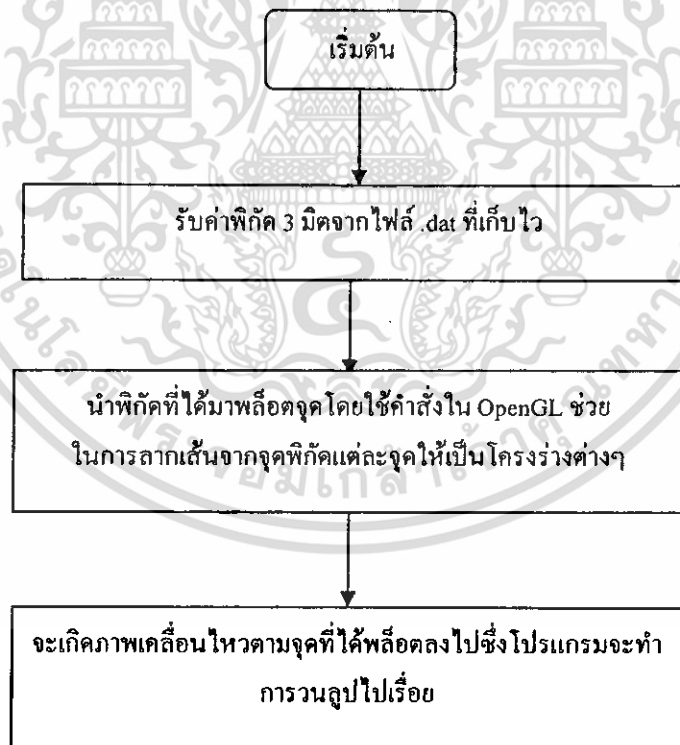 เริ่มต้น
รับค่าพิกัด 3 มิตจากไฟล์ .dat ที่เก็บไว
นำพิกัดที่ได้มาพล็อตจุดโดยใช้คำสั่งใน OpenGL ช่วย
ในการลากเส้นจากจุดพิกัดแต่ละจุดให้เป็นโครงร่างต่างๆ
จะเกิดภาพเคลื่อนไหวตามจุดที่ได้พล็อตลงไปซึ่งโปรแกรมจะทำ
การวนลูปไปเรื่อย